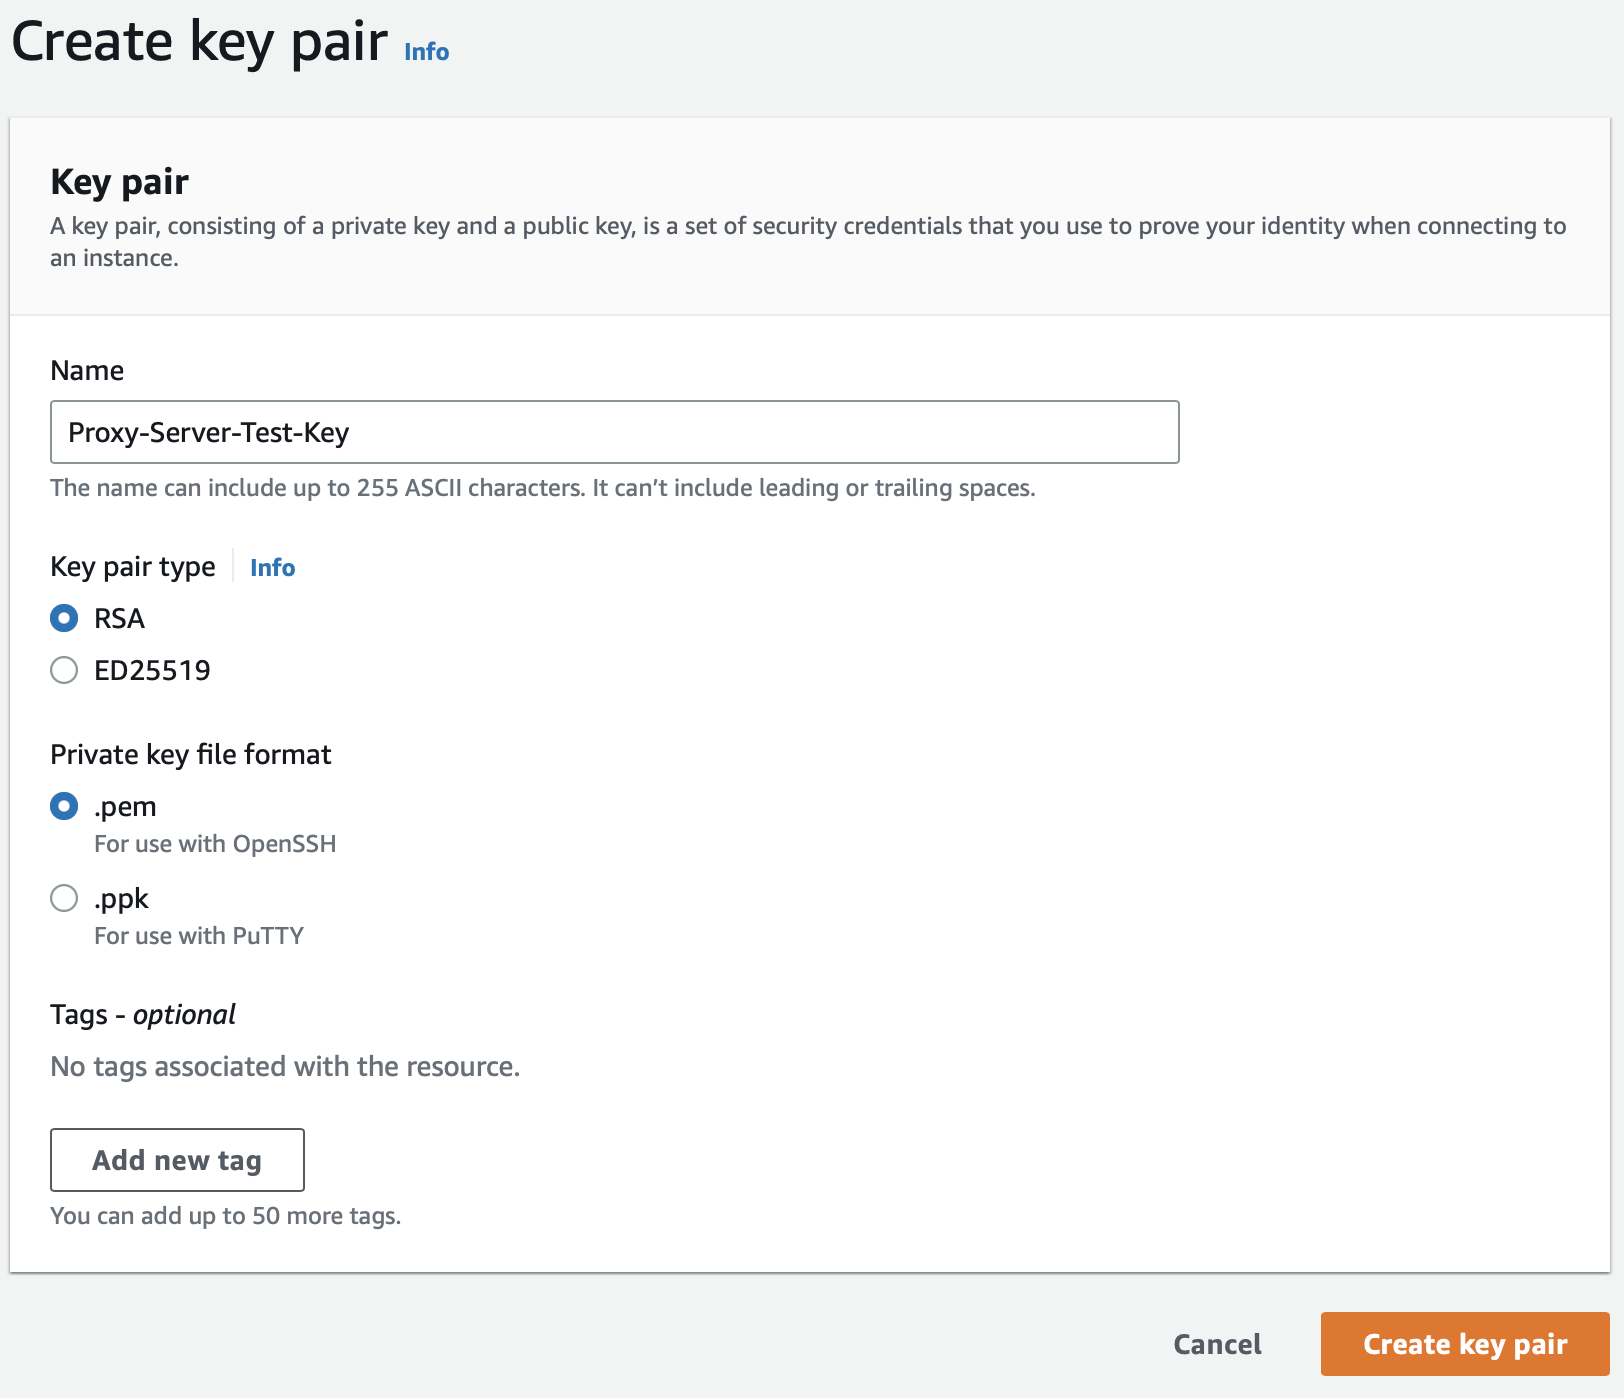 Create key pair Info
Key pair
A key pair, consisting of a private key and a public key, is a set of security credentials that you use to prove your identity when connecting to
an instance.
Name
Proxy-Server-Test-Key
The name can include up to 255 ASCII characters. It can't include leading or trailing spaces.
Key pair type Info
RSA
ED25519
Private key file format
.pem
For use with OpenSSH
.ppk
For use with PuTTY
Tags - optional
No tags associated with the resource.
Add new tag
You can add up to 50 more tags.
Cancel Create key pair